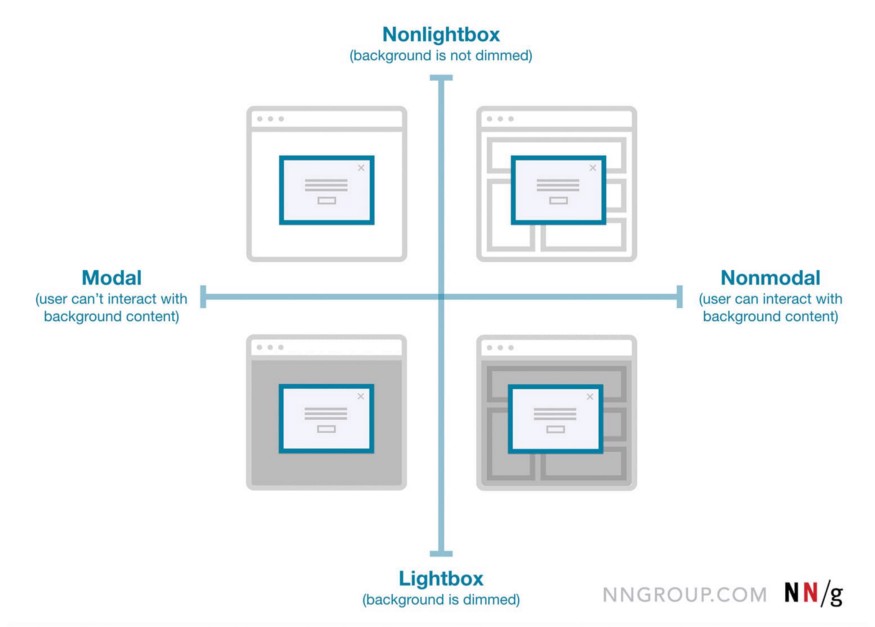 Nonlightbox
(background is not dimmed)
Modal
(user can't interact with
background content)
Nonmodal
(user can interact with
background content)
Lightbox
(background is dimmed)
NNGROUP.COM NN/g